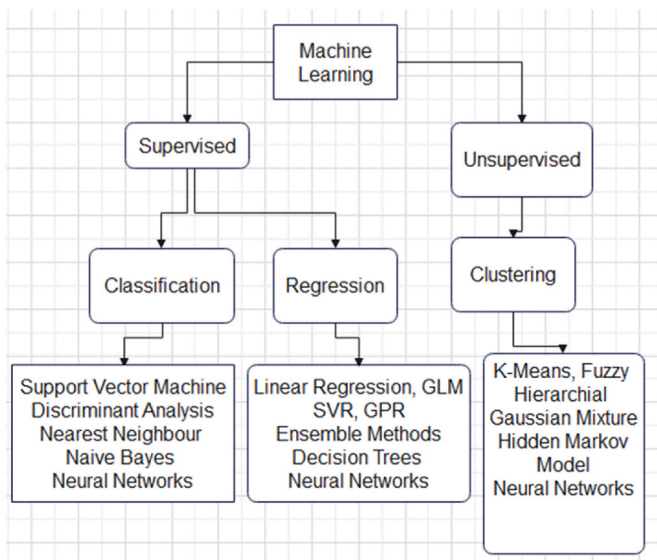 Machine
Learning
Supervised
Unsupervised
Classification
Regression
Clustering
Support Vector Machine
Discriminant Analysis
Nearest Neighbour
Naive Bayes
Neural Networks
Linear Regression, GLM
SVR, GPR
Ensemble Methods
Decision Trees
Neural Networks
K-Means, Fuzzy
Hierarchial
Gaussian Mixture
Hidden Markov
Model
Neural Networks